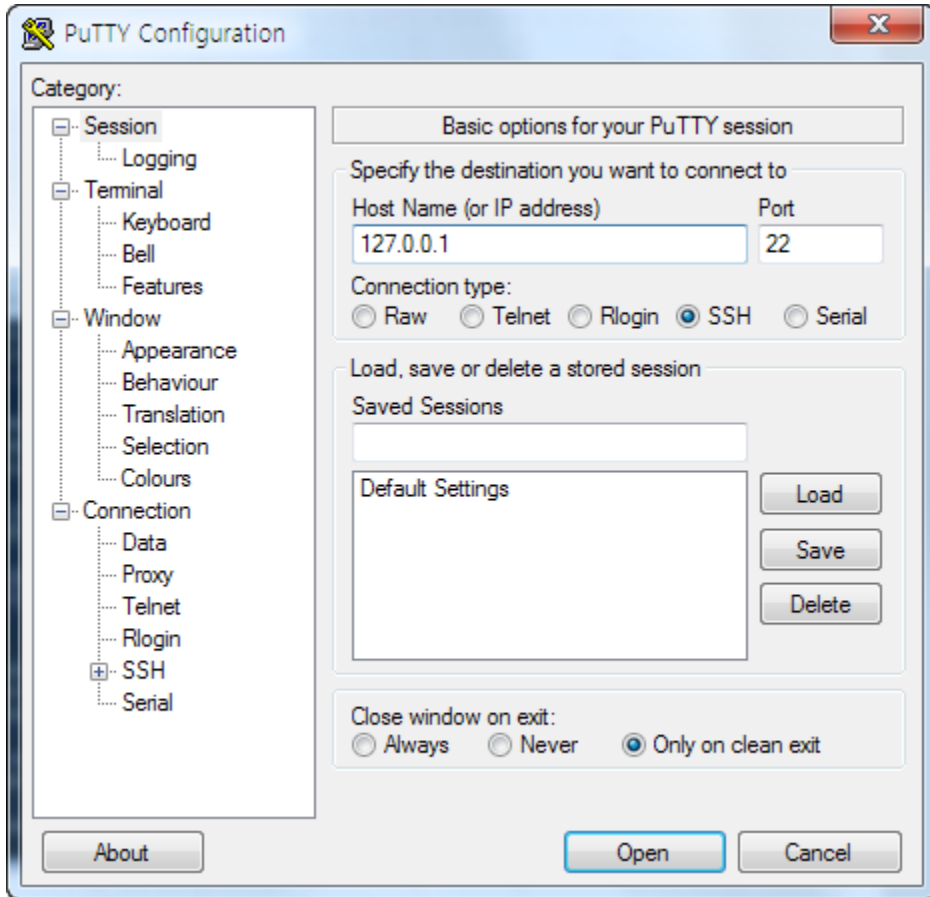 PuTTY Configuration
X
Category:
Session
Logging
Terminal
Keyboard
Bell
Features
Window
Appearance
Behaviour
Translation
Selection
Colours
Connection
Data
Proxy
Telnet
Rlogin
SSH
Serial
Basic options for your PuTTY session
Specify the destination you want to connect to
Host Name (or IP address) Port
127.0.0.1 22
Connection type:
Raw Telnet Rlogin SSH Serial
Load, save or delete a stored session
Saved Sessions
Default Settings
Load
Save
Delete
Close window on exit:
Always Never Only on clean exit
About Open Cancel